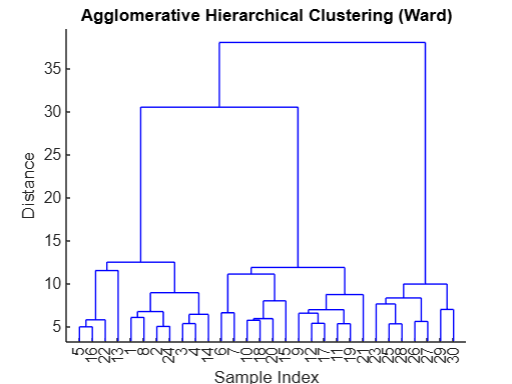 Agglomerative Hierarchical Clustering (Ward)
35
30
25
20
15
10
5
Distance
5 16 22 13 1 8 2 24 3 4 14 6 7 10 18 20 15 9 12 17 11 19 21 23 25 28 26 27 29 30
Sample Index